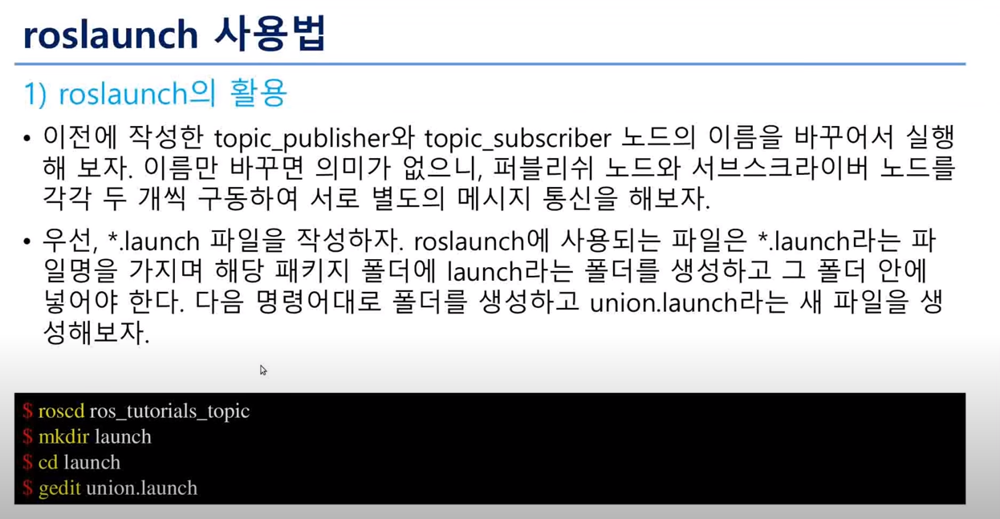 roslaunch 사용법
1) roslaunch의 활용
• 이전에 작성한 topic_publisher와 topic_subscriber 노드의 이름을 바꾸어서 실행
해 보자. 이름만 바꾸면 의미가 없으니, 퍼블리쉬 노드와 서브스크라이버 노드를
각각 두 개씩 구동하여 서로 별도의 메시지 통신을 해보자.
• 우선, *.launch 파일을 작성하자. roslaunch에 사용되는 파일은 *.launch라는 파
일명을 가지며 해당 패키지 폴더에 launch라는 폴더를 생성하고 그 폴더 안에
넣어야 한다. 다음 명령어대로 폴더를 생성하고 union.launch라는 새 파일을 생
성해보자.
$ roscd ros_tutorials_topic
$ mkdir launch
$ cd launch
$ gedit union.launch